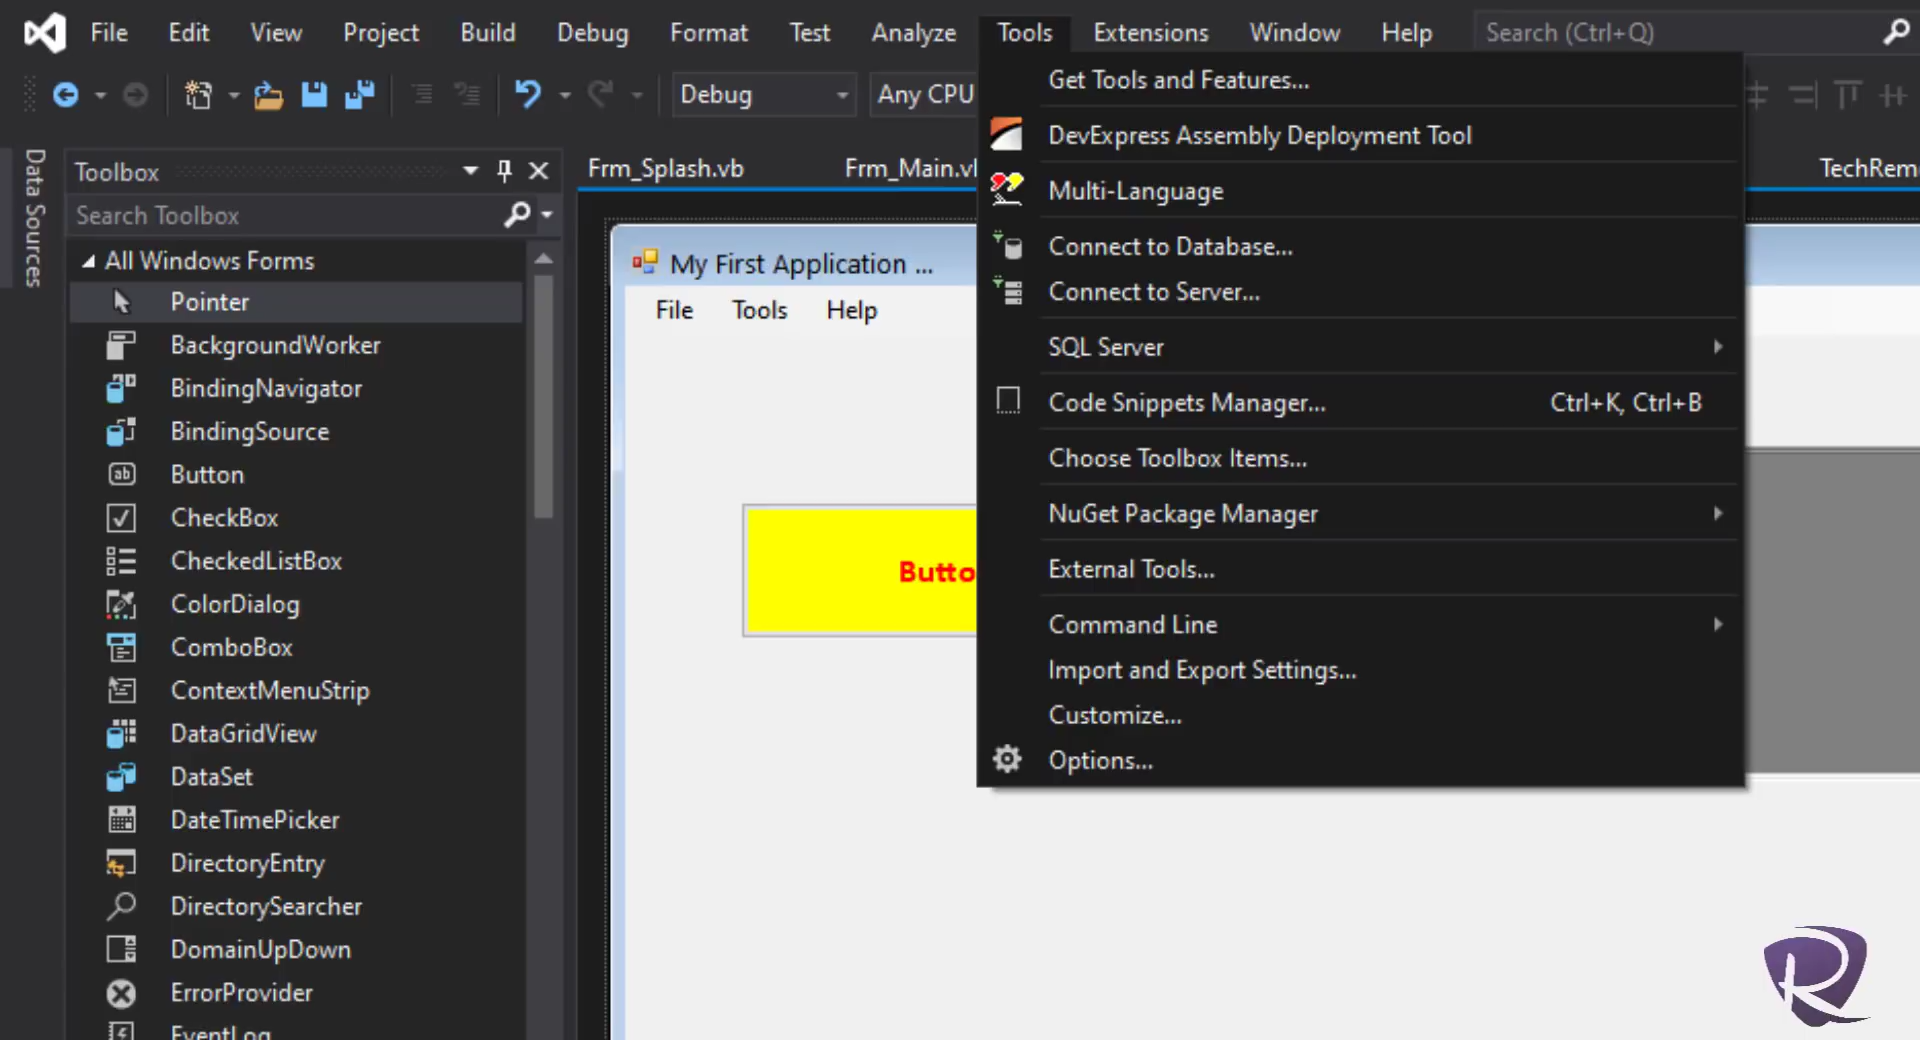 File Edit View Project Build Debug Format Test Analyze Tools Extensions Window Help Search (Ctrl+Q)
Debug Any CPU
Data Sources
Toolbox
Search Toolbox
All Windows Forms
Pointer
BackgroundWorker
BindingNavigator
BindingSource
Button
CheckBox
CheckedListBox
ColorDialog
ComboBox
ContextMenuStrip
DataGridView
DataSet
DateTimePicker
DirectoryEntry
DirectorySearcher
DomainUpDown
ErrorProvider
EventLog
Frm_Splash.vb Frm_Main.vb TechRem
My First Application ...
File Tools Help
Butto
Get Tools and Features...
DevExpress Assembly Deployment Tool
Multi-Language
Connect to Database...
Connect to Server...
SQL Server
Code Snippets Manager... Ctrl+K, Ctrl+B
Choose Toolbox Items...
NuGet Package Manager
External Tools...
Command Line
Import and Export Settings...
Customize...
Options...
R